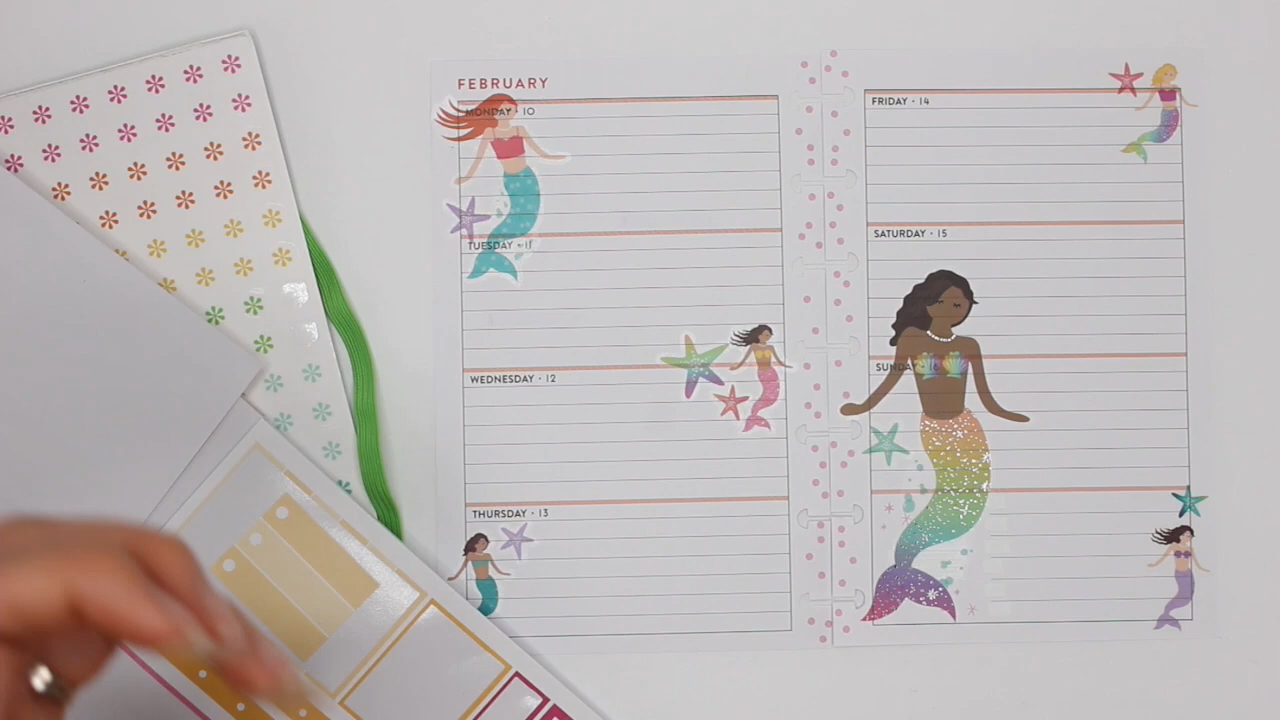 FEBRUARY
MONDAY · 10
TUESDAY · 11
WEDNESDAY · 12
THURSDAY · 13
FRIDAY · 14
SATURDAY · 15
SUNDAY · 16